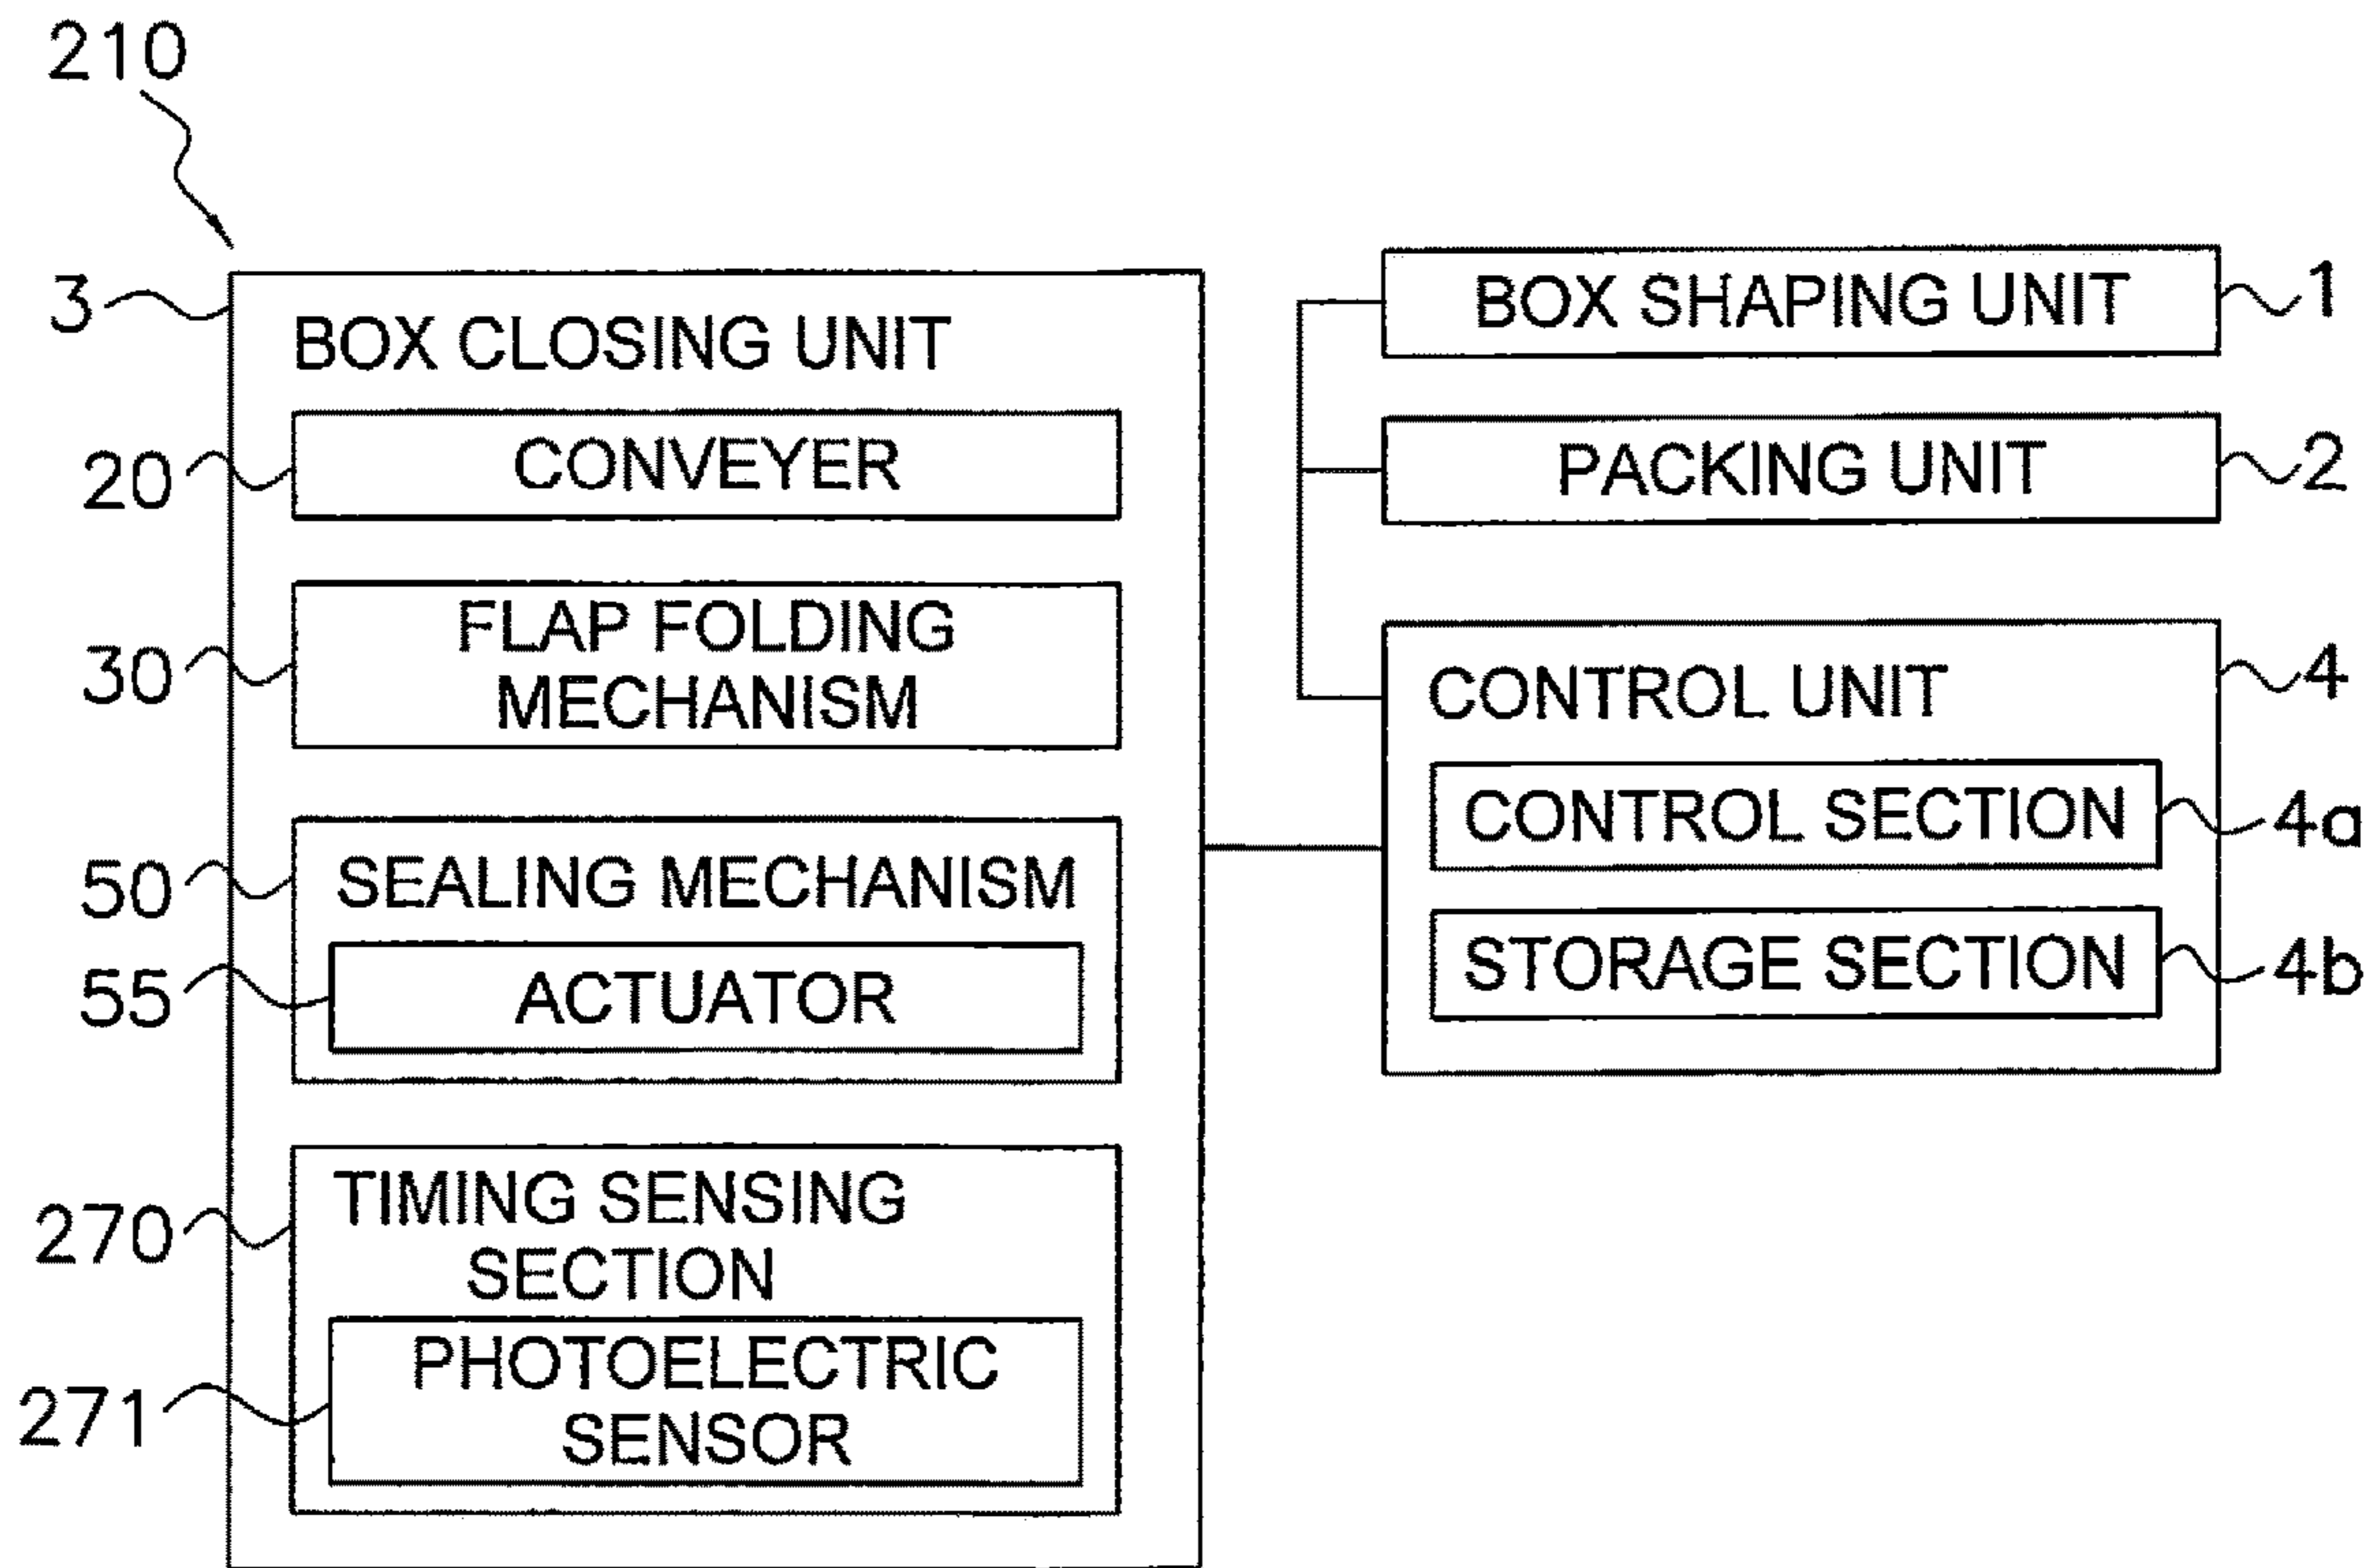 210
3
BOX CLOSING UNIT
20
CONVEYER
30
FLAP FOLDING
MECHANISM
50
SEALING MECHANISM
55
ACTUATOR
270
TIMING SENSING
SECTION
271
PHOTOELECTRIC
SENSOR
BOX SHAPING UNIT
1
PACKING UNIT
2
CONTROL UNIT
4
CONTROL SECTION
4a
STORAGE SECTION
4b